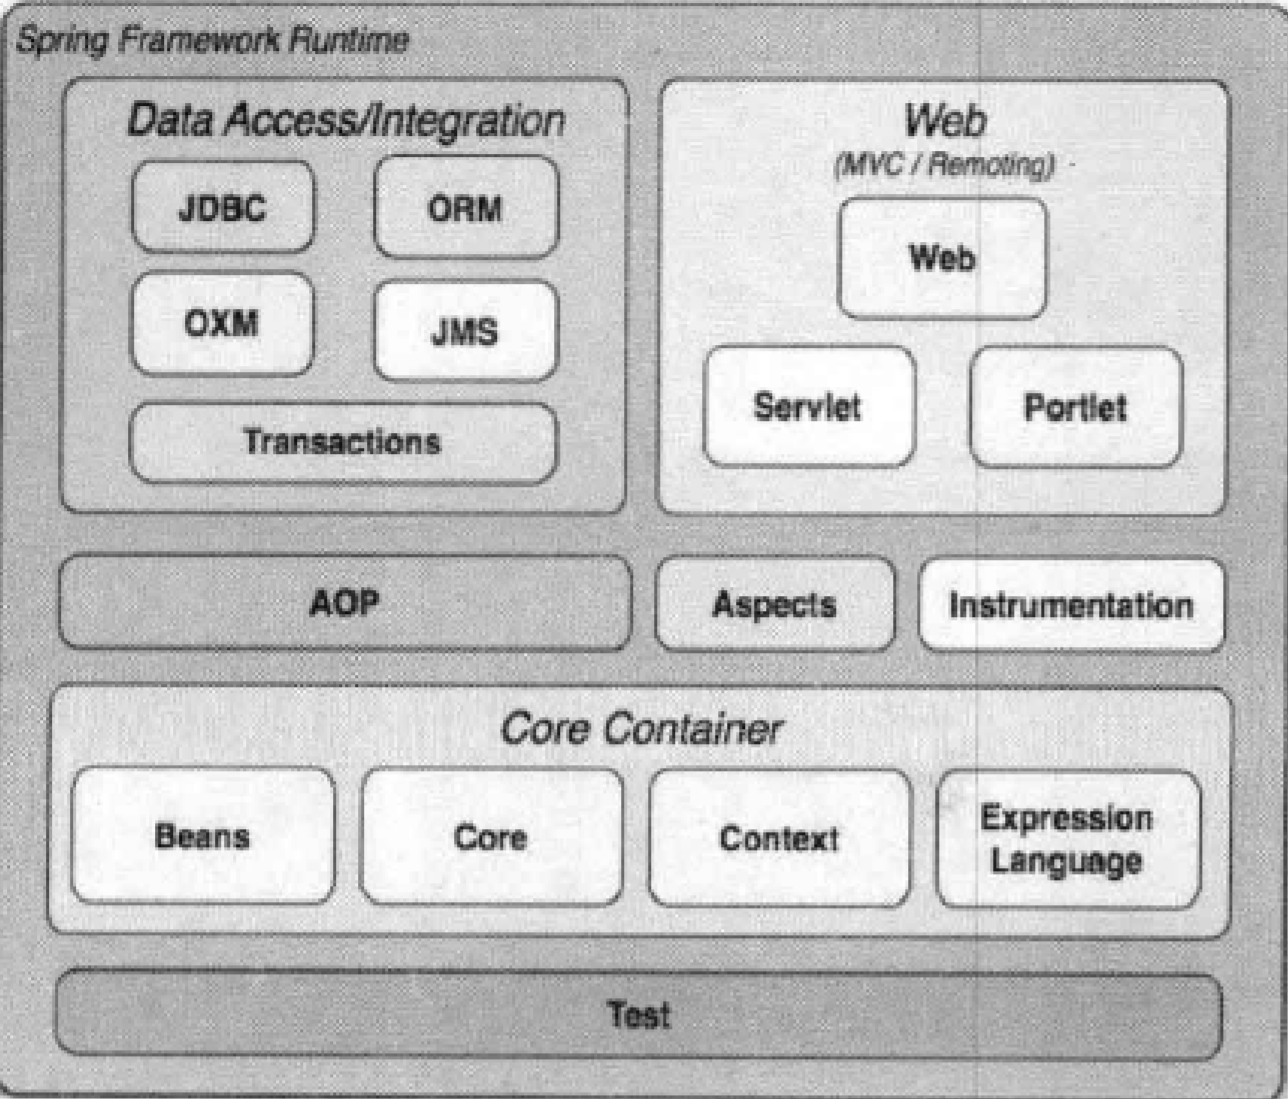 Spring Framework Runtime
Data Access/Integration
JDBC
ORM
OXM
JMS
Transactions
Web
(MVC / Remoting)
Web
Servlet
Portlet
AOP
Aspects
Instrumentation
Core Container
Beans
Core
Context
Expression
Language
Test